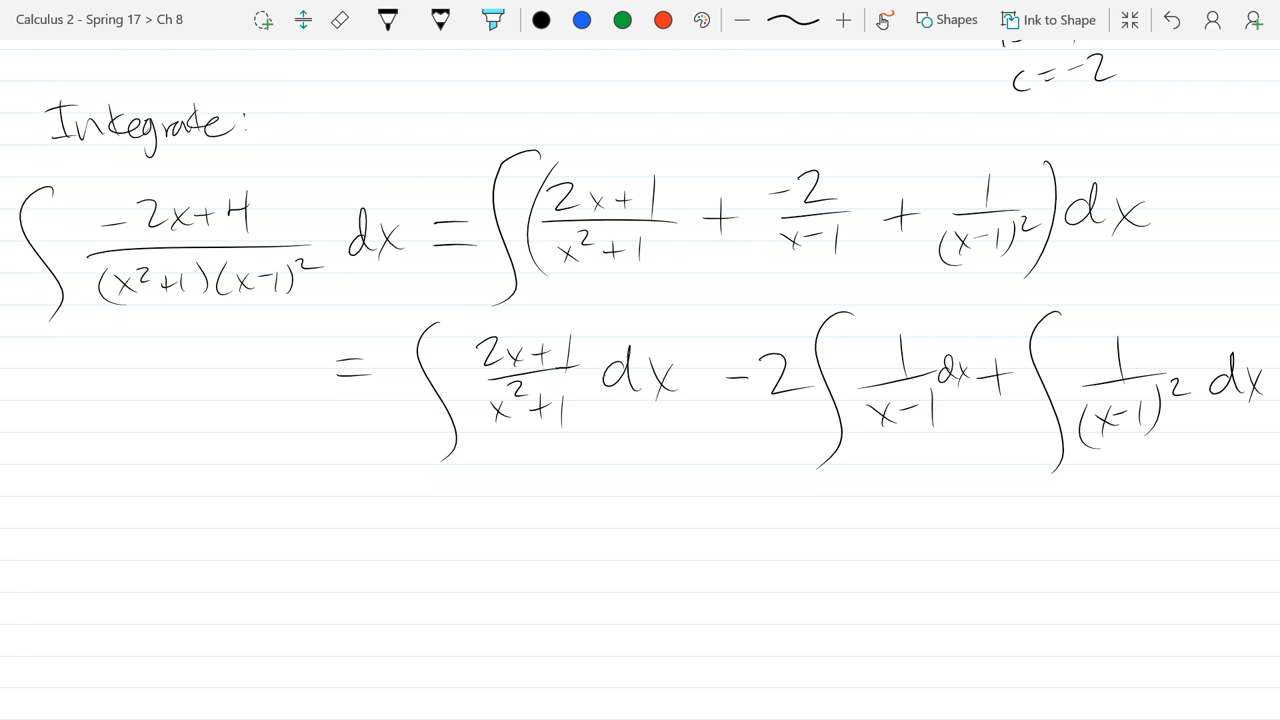 Calculus 2 - Spring 17 > Ch 8 Shapes Ink to Shape
c = -2
Integrate:
∫ (-2x+4)/((x²+1)(x-1)²) dx = ∫ ((2x+1)/(x²+1) + (-2)/(x-1) + 1/(x-1)²) dx
= ∫ (2x+1)/(x²+1) dx - 2 ∫ 1/(x-1) dx + ∫ 1/(x-1)² dx